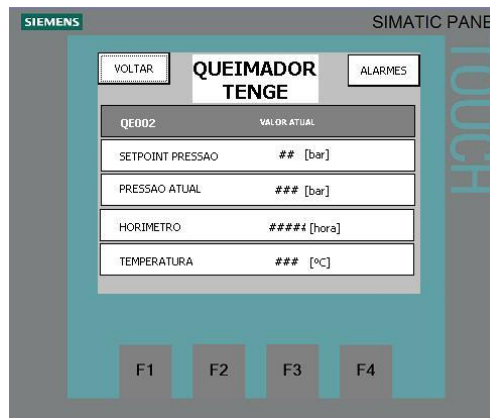 SIEMENS
SIMATIC PANE
TOUCH
VOLTAR
QUEIMADOR
TENGE
ALARMES
QE002 VALOR ATUAL
SETPOINT PRESSAO ## [bar]
PRESSAO ATUAL ### [bar]
HORIMETRO ##### [hora]
TEMPERATURA ### [ºC]
F1 F2 F3 F4